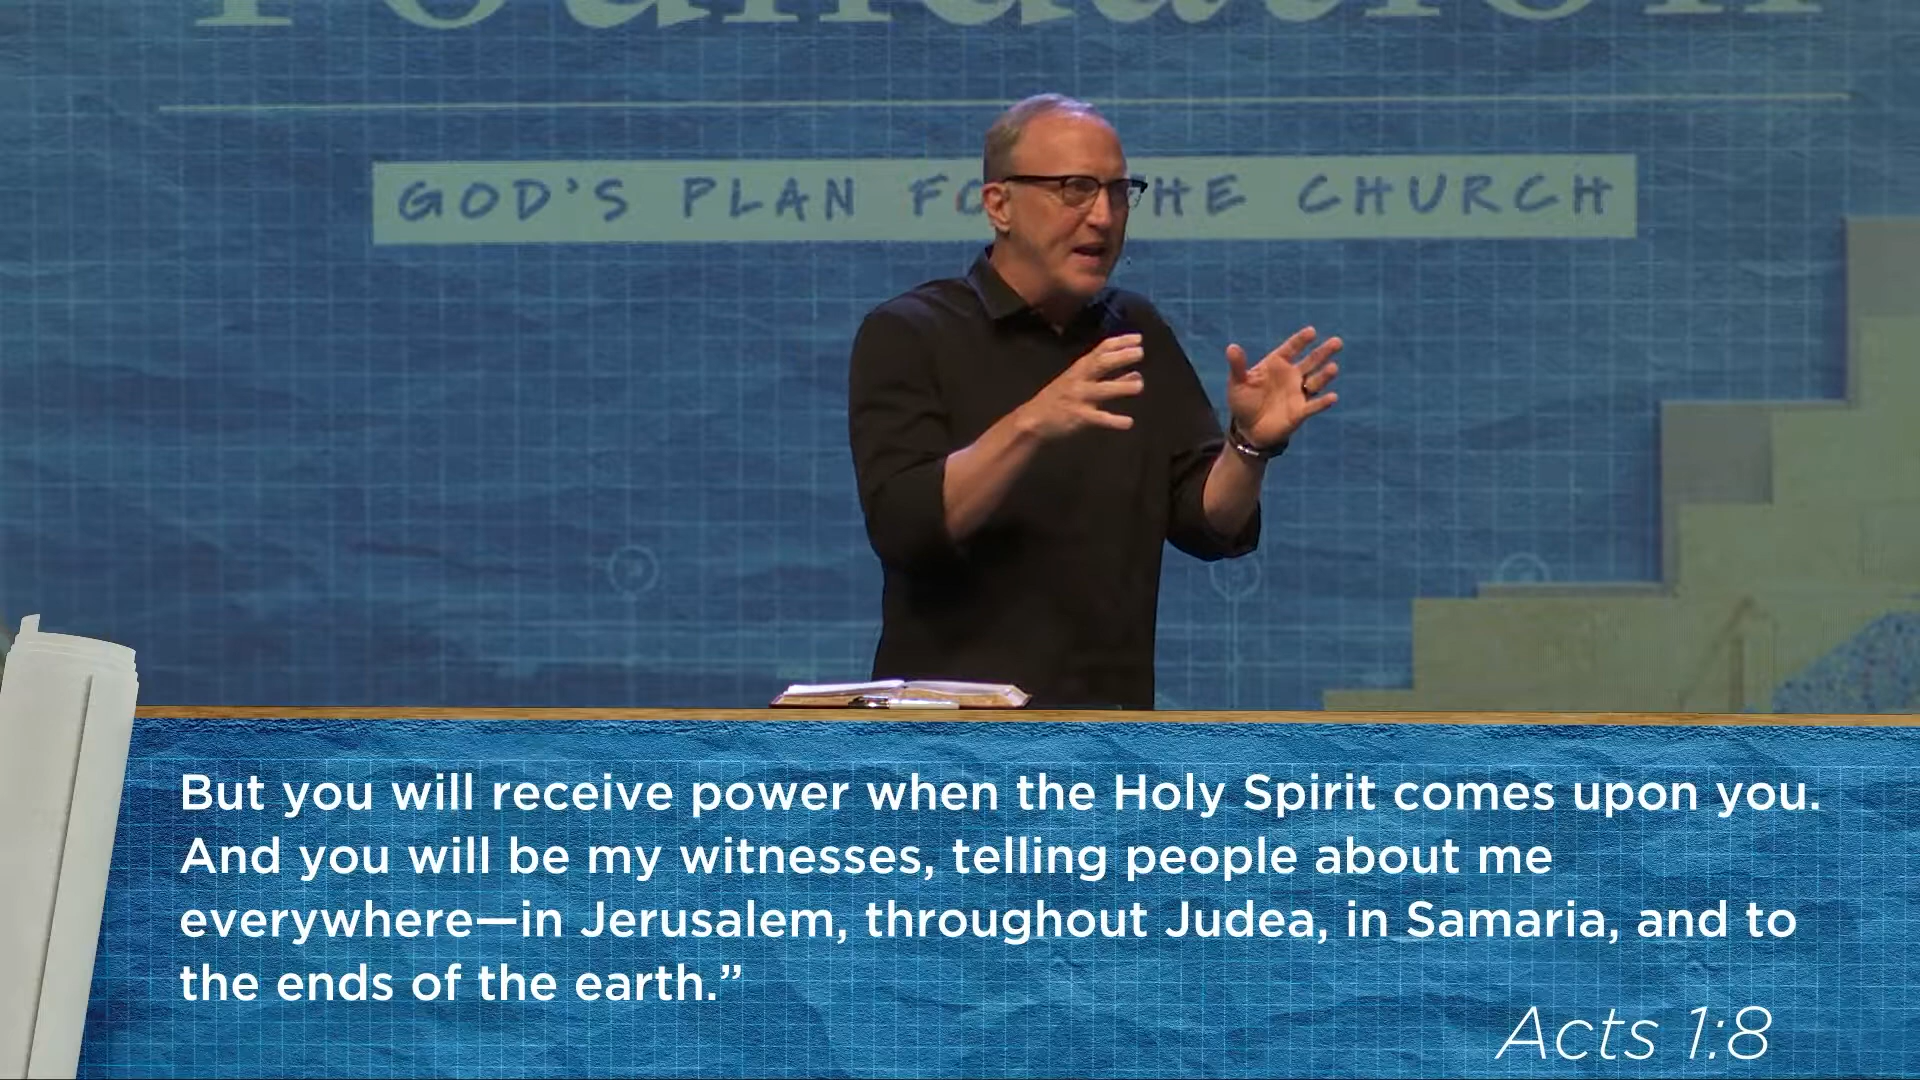 Foundation
GOD'S PLAN FO THE CHURCH
But you will receive power when the Holy Spirit comes upon you.
And you will be my witnesses, telling people about me
everywhere—in Jerusalem, throughout Judea, in Samaria, and to
the ends of the earth.”
Acts 1:8